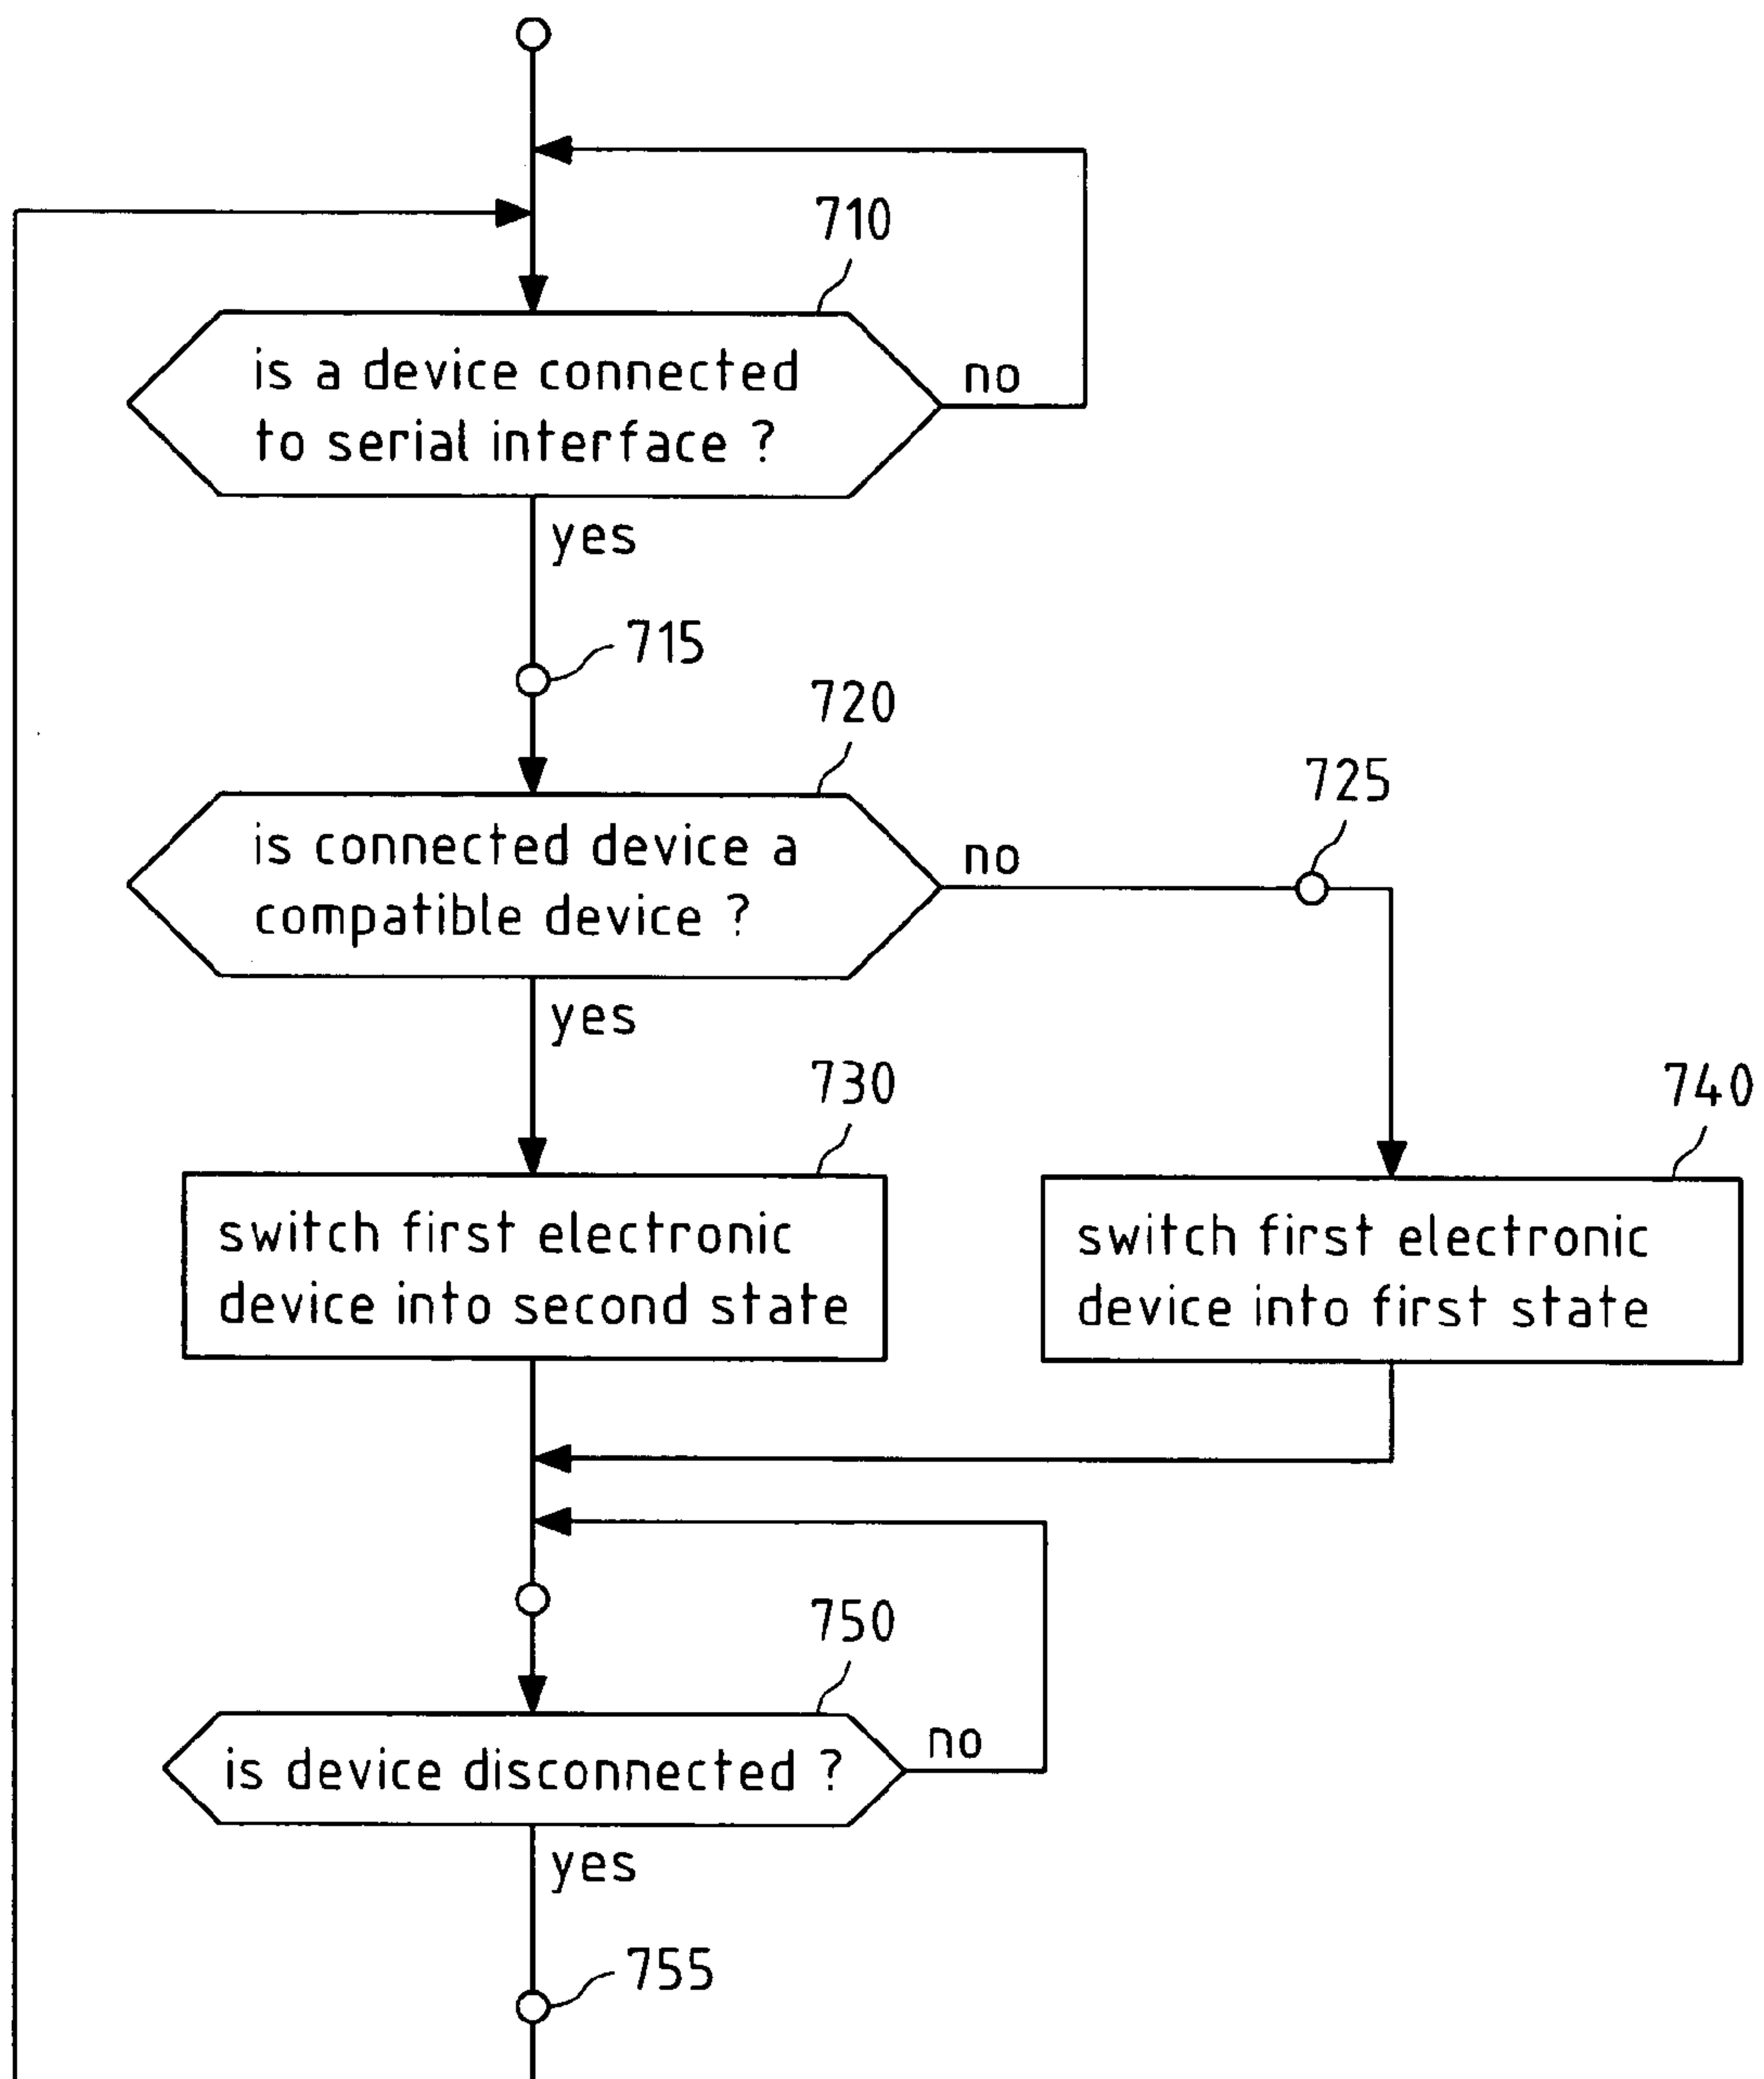 710
is a device connected
to serial interface ?
no
yes
715
720
is connected device a
compatible device ?
no
725
yes
730
switch first electronic
device into second state
740
switch first electronic
device into first state
750
is device disconnected ?
no
yes
755